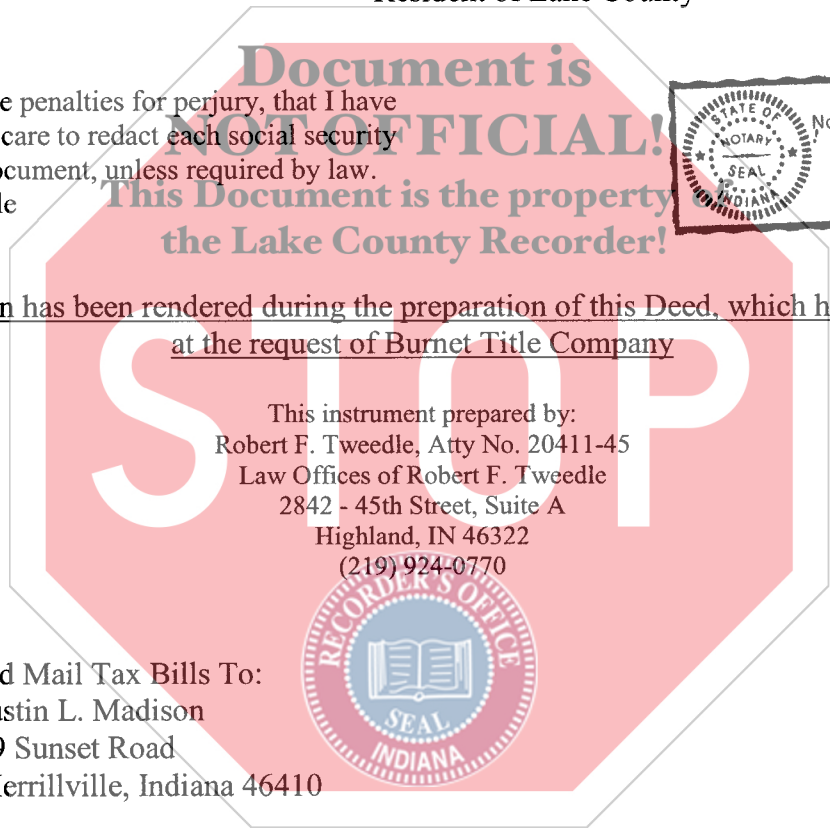 Resident of Lake County
Document is
e penalties for perjury, that I have
NOT OFFICIAL!
care to redact each social security
ocument, unless required by law.
This Document is the property of
le
the Lake County Recorder!
STATE OF
NOTARY
SEAL
INDIANA
No
n has been rendered during the preparation of this Deed, which h
at the request of Burnet Title Company
STOP
This instrument prepared by:
Robert F. Tweedle, Atty No. 20411-45
Law Offices of Robert F. Tweedle
2842 - 45th Street, Suite A
Highland, IN 46322
(219) 924-0770
RECORDER'S OFFICE
SEAL
INDIANA
d Mail Tax Bills To:
ustin L. Madison
9 Sunset Road
Merrillville, Indiana 46410